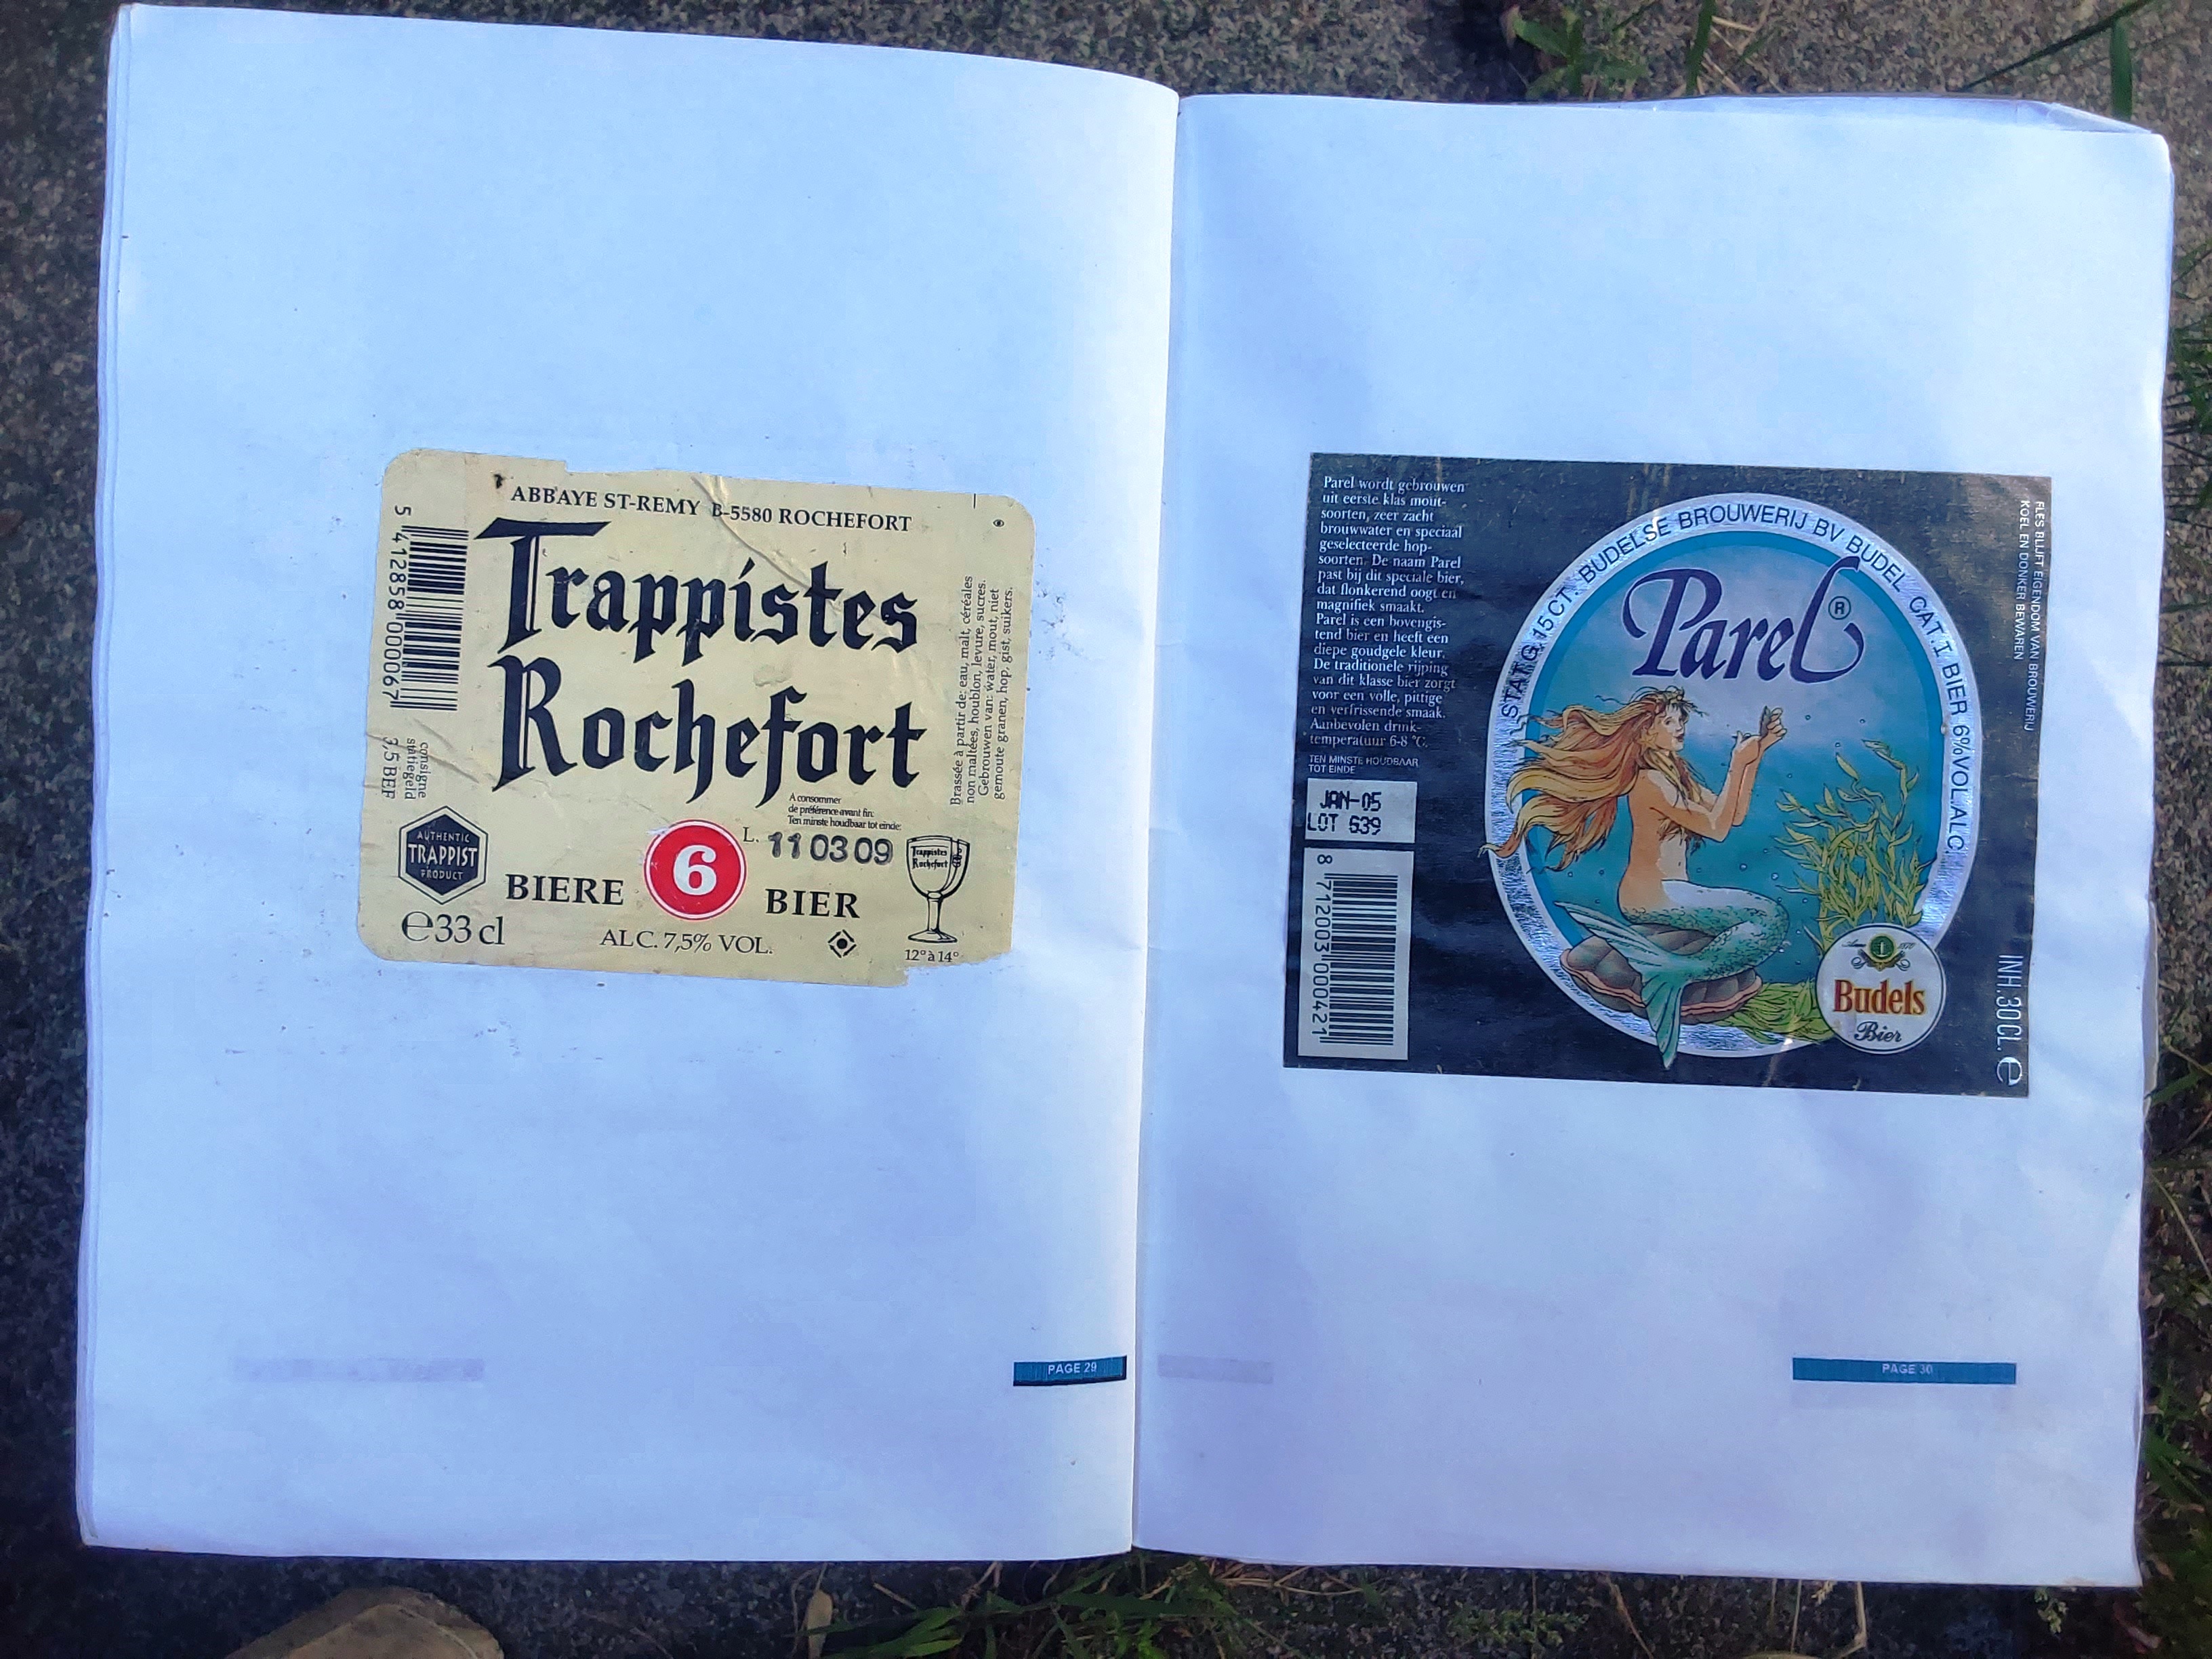 ABBAYE ST-REMY B-5580 ROCHEFORT
Trappistes
Rochefort
5 412858 000067
consigne
statiegeld
3,5 BEF
Brassée à partir de: eau, malt, céréales
non maltées, houblon, levure, sucres.
Gebrouwen van: water, mout, niet
gemoute granen, hop, gist, suikers.
A consommer
de préférence avant fin:
Ten minste houdbaar tot einde:
L. 11 03 09
AUTHENTIC
TRAPPIST
PRODUCT
BIERE 6 BIER
Trappistes
Rochefort
℮33 cl
ALC. 7,5% VOL.
12° à 14°
PAGE 29
Parel wordt gebrouwen
uit eerste klas mout-
soorten, zeer zacht
brouwwater en speciaal
geselecteerde hop-
soorten. De naam Parel
past bij dit speciale bier,
dat flonkerend oogt en
magnifiek smaakt.
Parel is een bovengis-
tend bier en heeft een
diepe goudgele kleur.
De traditionele rijping
van dit klasse bier zorgt
voor een volle, pittige
en verfrissende smaak.
Aanbevolen drink-
temperatuur 6-8 °C.
TEN MINSTE HOUDBAAR
TOT EINDE
JAN-05
LOT 639
8 712003 000421
STATG.15CT. BUDELSE BROUWERIJ BV BUDEL CAT.I BIER 6%VOL.ALC.
Parel®
Anno 1870
Budels
Bier
FLES BLIJFT EIGENDOM VAN BROUWERIJ
KOEL EN DONKER BEWAREN
INH. 30CL. ℮
PAGE 30